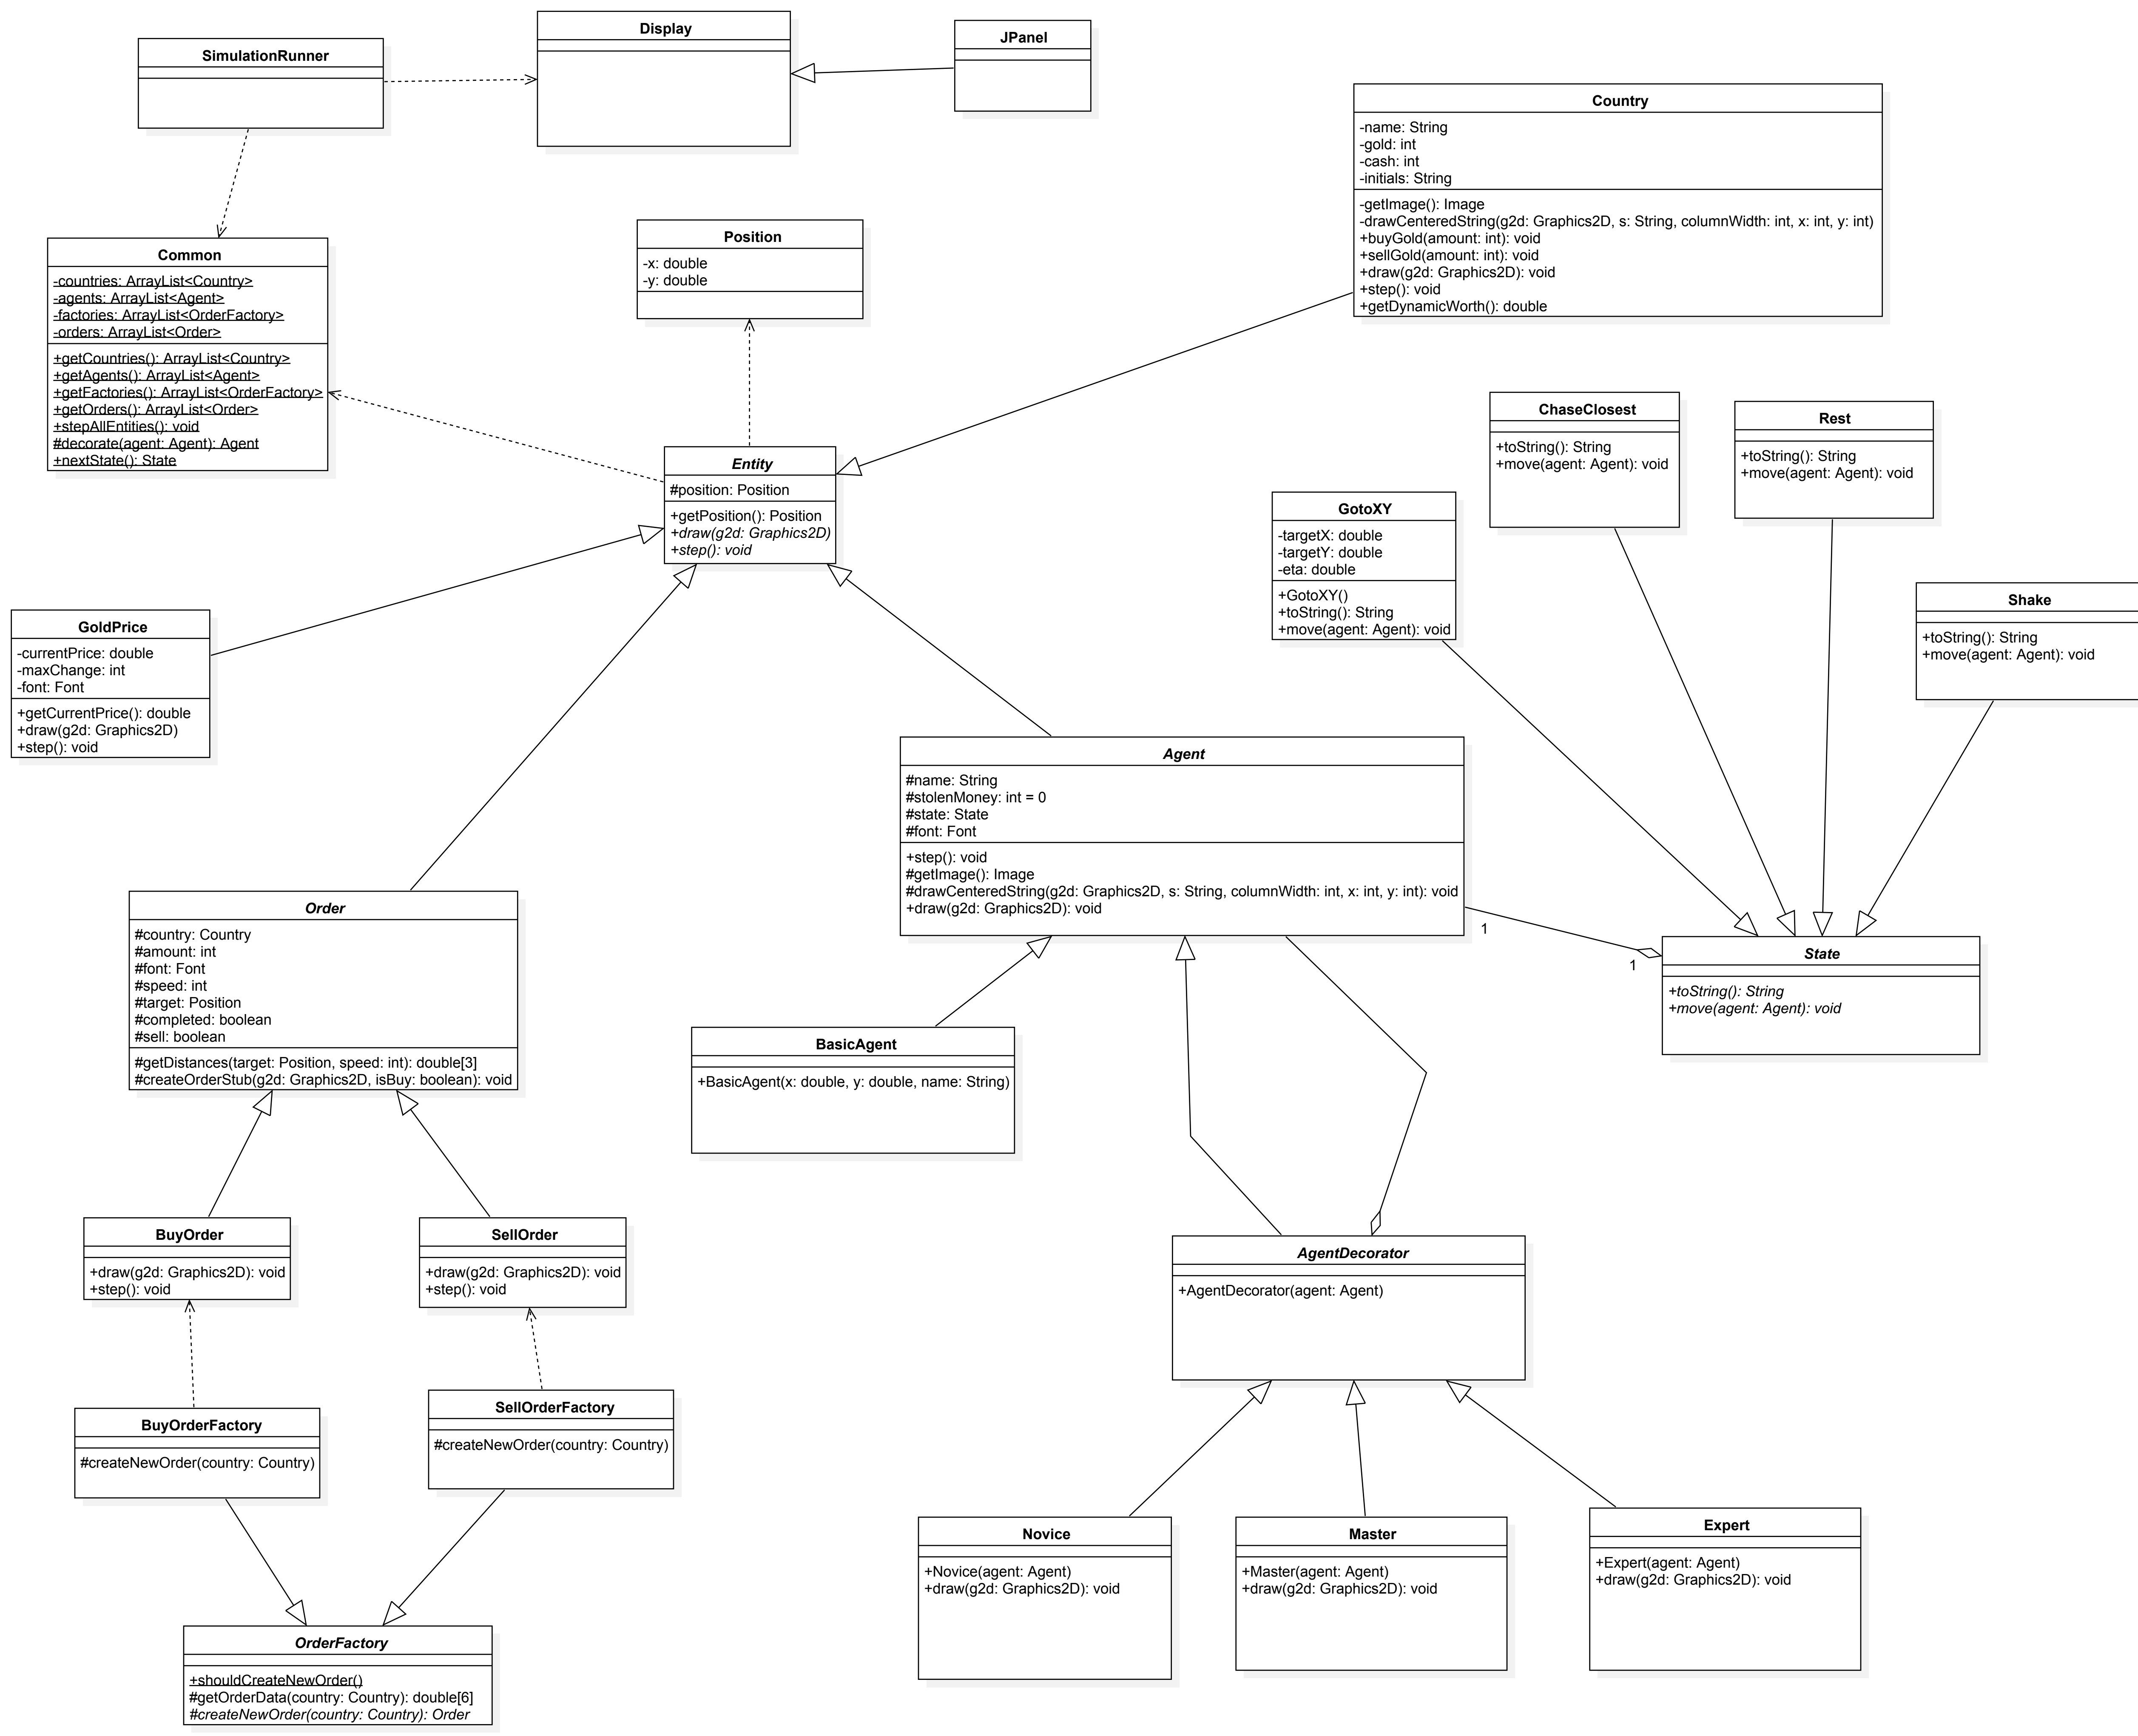 SimulationRunner
Display
JPanel
Country
-name: String
-gold: int
-cash: int
-initials: String
-getImage(): Image
-drawCenteredString(g2d: Graphics2D, s: String, columnWidth: int, x: int, y: int)
+buyGold(amount: int): void
+sellGold(amount: int): void
+draw(g2d: Graphics2D): void
+step(): void
+getDynamicWorth(): double
Common
-countries: ArrayList<Country>
-agents: ArrayList<Agent>
-factories: ArrayList<OrderFactory>
-orders: ArrayList<Order>
+getCountries(): ArrayList<Country>
+getAgents(): ArrayList<Agent>
+getFactories(): ArrayList<OrderFactory>
+getOrders(): ArrayList<Order>
+stepAllEntities(): void
#decorate(agent: Agent): Agent
+nextState(): State
Position
-x: double
-y: double
Entity
#position: Position
+getPosition(): Position
+draw(g2d: Graphics2D)
+step(): void
ChaseClosest
+toString(): String
+move(agent: Agent): void
Rest
+toString(): String
+move(agent: Agent): void
GotoXY
-targetX: double
-targetY: double
-eta: double
+GotoXY()
+toString(): String
+move(agent: Agent): void
Shake
+toString(): String
+move(agent: Agent): void
GoldPrice
-currentPrice: double
-maxChange: int
-font: Font
+getCurrentPrice(): double
+draw(g2d: Graphics2D)
+step(): void
Agent
#name: String
#stolenMoney: int = 0
#state: State
#font: Font
+step(): void
#getImage(): Image
#drawCenteredString(g2d: Graphics2D, s: String, columnWidth: int, x: int, y: int): void
+draw(g2d: Graphics2D): void
1
1
State
+toString(): String
+move(agent: Agent): void
Order
#country: Country
#amount: int
#font: Font
#speed: int
#target: Position
#completed: boolean
#sell: boolean
#getDistances(target: Position, speed: int): double[3]
#createOrderStub(g2d: Graphics2D, isBuy: boolean): void
BasicAgent
+BasicAgent(x: double, y: double, name: String)
BuyOrder
+draw(g2d: Graphics2D): void
+step(): void
SellOrder
+draw(g2d: Graphics2D): void
+step(): void
AgentDecorator
+AgentDecorator(agent: Agent)
BuyOrderFactory
#createNewOrder(country: Country)
SellOrderFactory
#createNewOrder(country: Country)
Novice
+Novice(agent: Agent)
+draw(g2d: Graphics2D): void
Master
+Master(agent: Agent)
+draw(g2d: Graphics2D): void
Expert
+Expert(agent: Agent)
+draw(g2d: Graphics2D): void
OrderFactory
+shouldCreateNewOrder()
#getOrderData(country: Country): double[6]
#createNewOrder(country: Country): Order